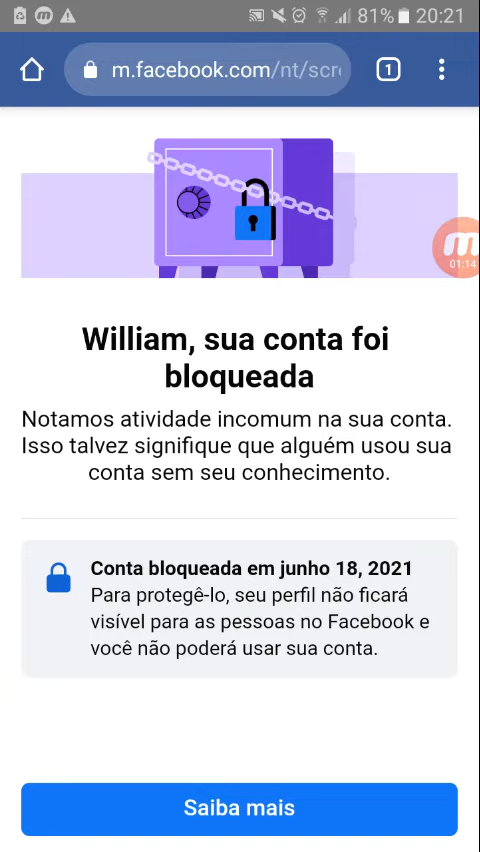 81% 20:21
m.facebook.com/nt/scr
1
m
01:14
William, sua conta foi
bloqueada
Notamos atividade incomum na sua conta.
Isso talvez signifique que alguém usou sua
conta sem seu conhecimento.
Conta bloqueada em junho 18, 2021
Para protegê-lo, seu perfil não ficará
visível para as pessoas no Facebook e
você não poderá usar sua conta.
Saiba mais